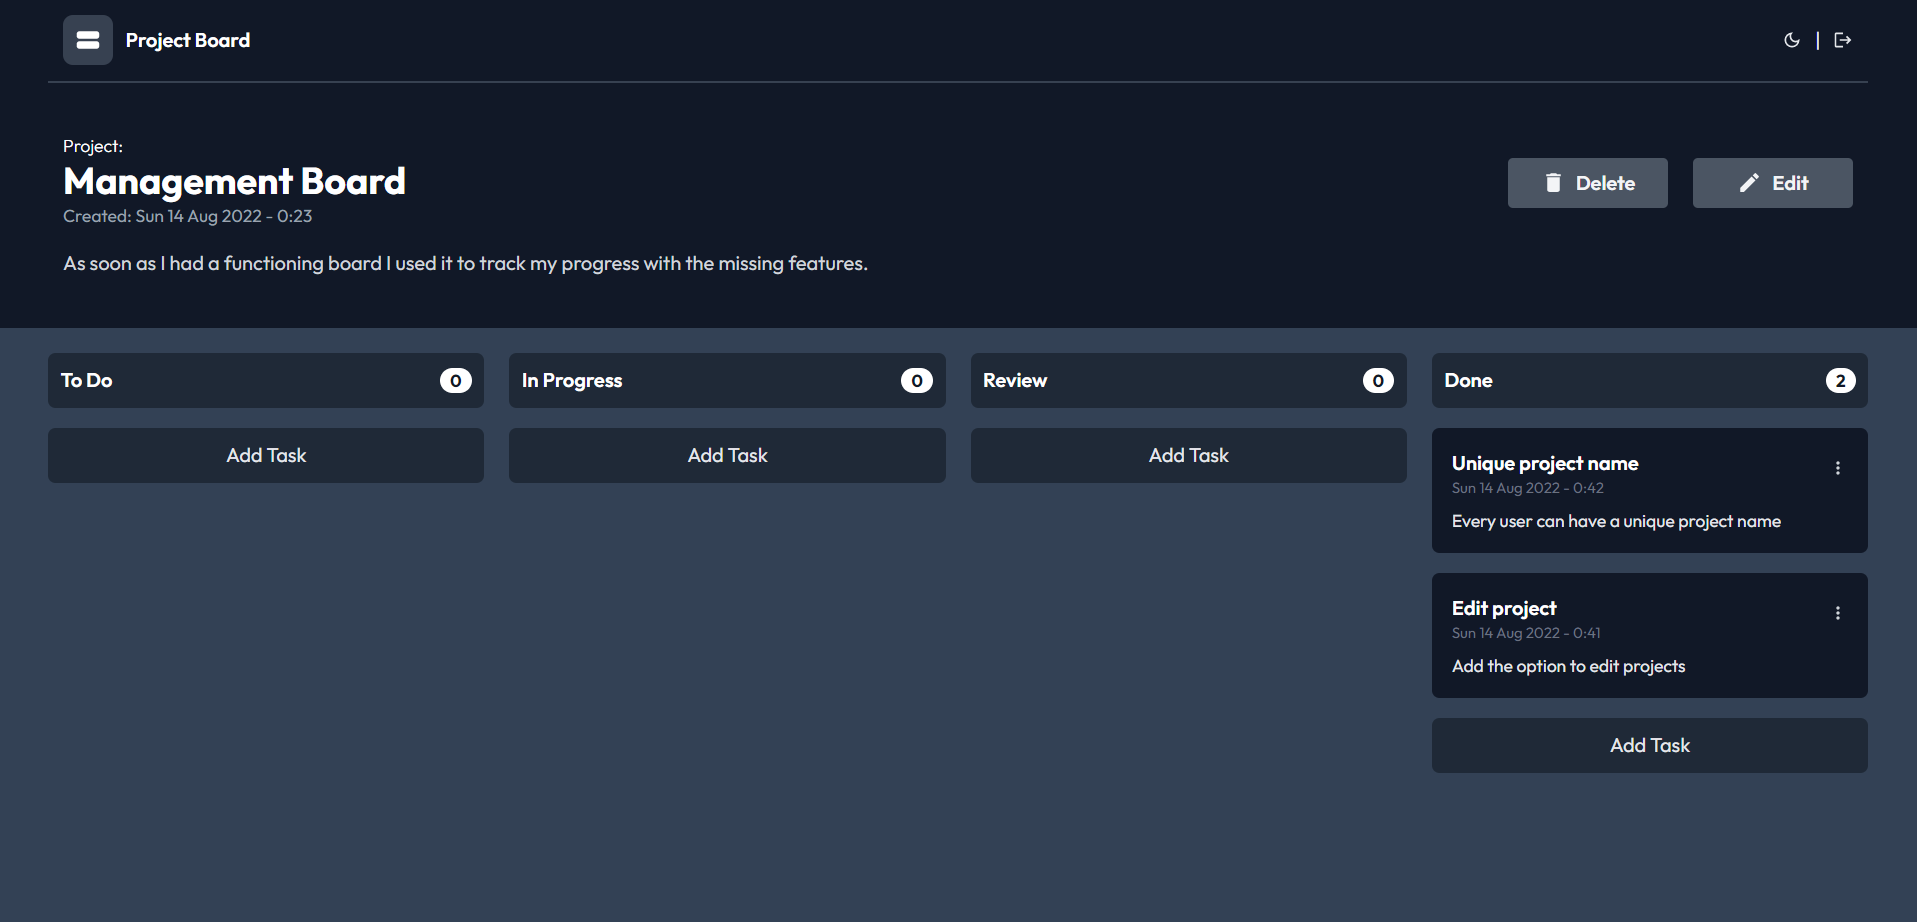 Project Board
|
Project:
Management Board
Created: Sun 14 Aug 2022 - 0:23
Delete
Edit
As soon as I had a functioning board I used it to track my progress with the missing features.
To Do 0
Add Task
In Progress 0
Add Task
Review 0
Add Task
Done 2
Unique project name
Sun 14 Aug 2022 - 0:42
Every user can have a unique project name
Edit project
Sun 14 Aug 2022 - 0:41
Add the option to edit projects
Add Task